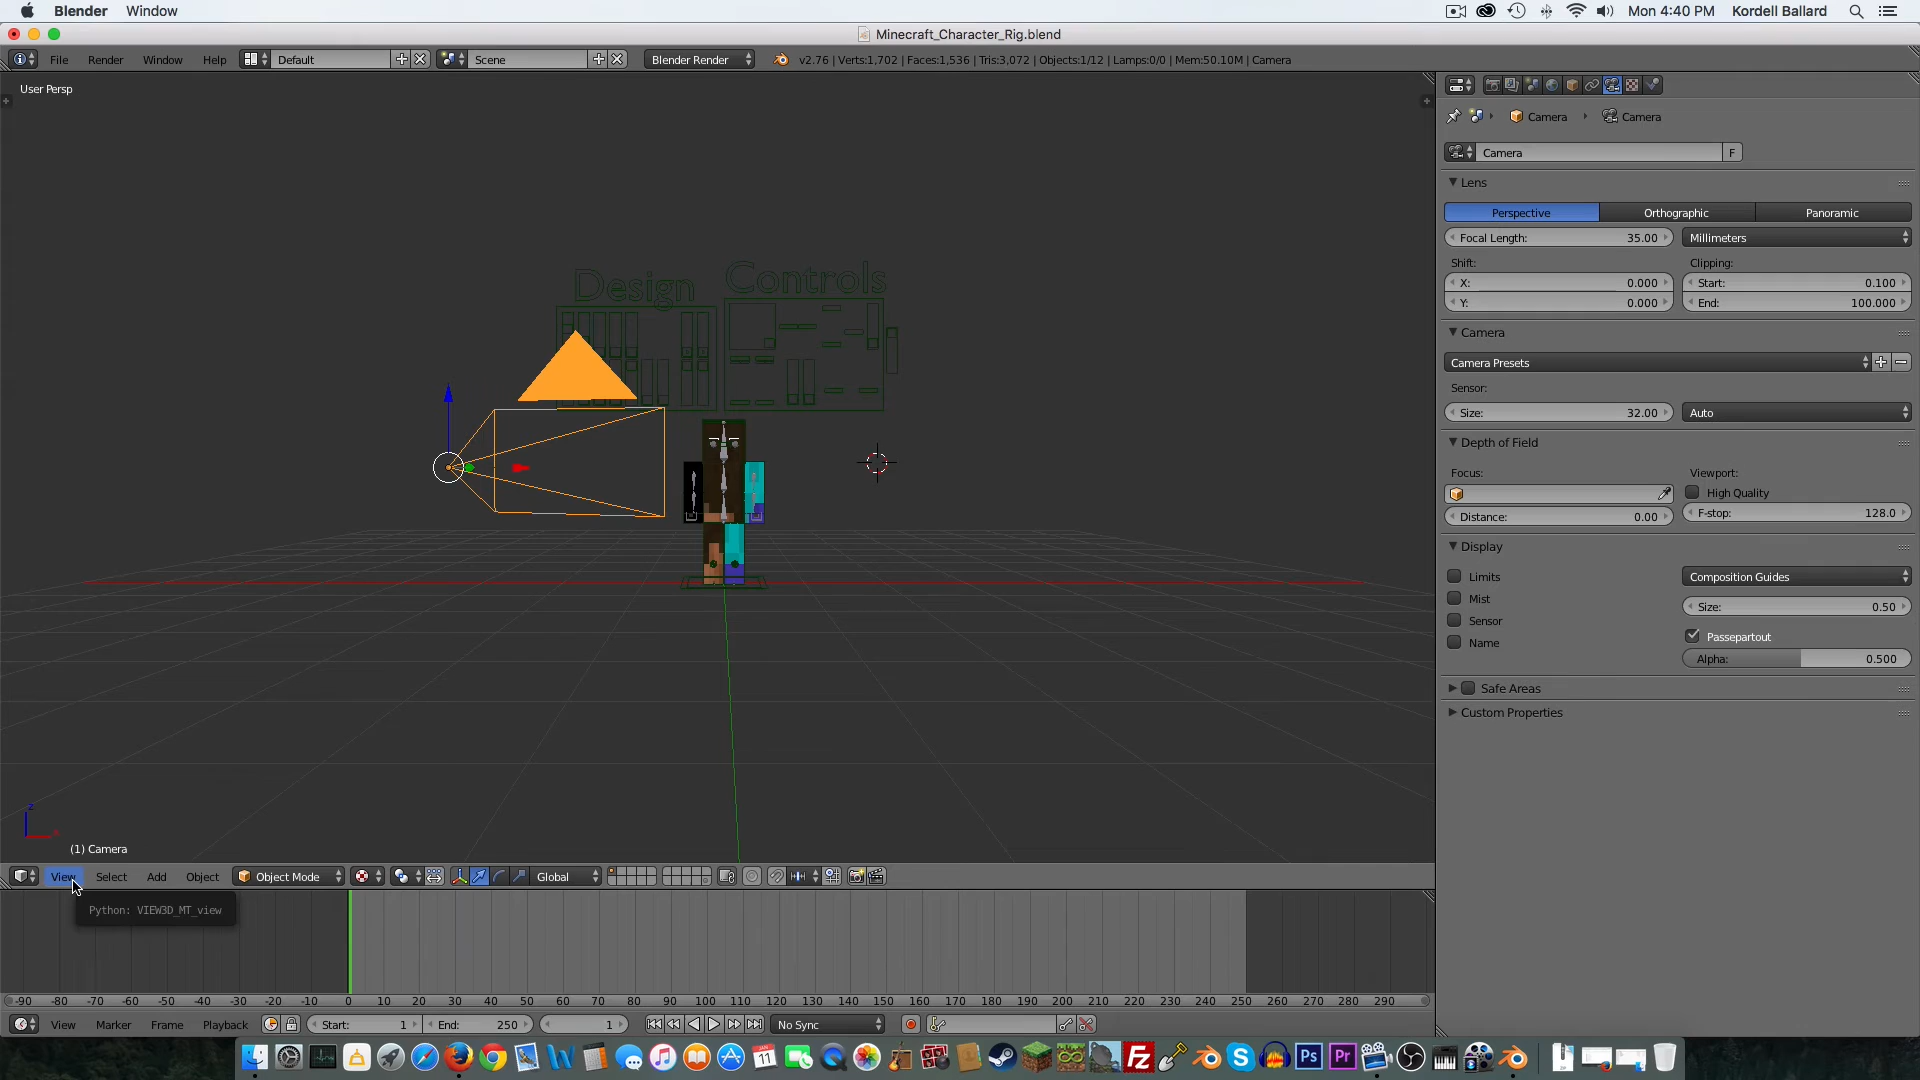 Blender Window Mon 4:40 PM Kordell Ballard
Minecraft_Character_Rig.blend
File Render Window Help Default Scene Blender Render v2.76 | Verts:1,702 | Faces:1,536 | Tris:3,072 | Objects:1/12 | Lamps:0/0 | Mem:50.10M | Camera
User Persp
Camera Camera
Camera F
Lens
Perspective Orthographic Panoramic
Focal Length: 35.00 Millimeters
Shift: Clipping:
X: 0.000 Start: 0.100
Y: 0.000 End: 100.000
Design Controls
Camera
Camera Presets
Sensor:
Size: 32.00 Auto
Depth of Field
Focus: Viewport:
High Quality
Distance: 0.00 F-stop: 128.0
Display
Limits Composition Guides
Mist Size: 0.50
Sensor
Name Passepartout
Alpha: 0.500
Safe Areas
Custom Properties
z
(1) Camera
View Select Add Object Object Mode Global
Python: VIEW3D_MT_view
-90 -80 -70 -60 -50 -40 -30 -20 -10 0 10 20 30 40 50 60 70 80 90 100 110 120 130 140 150 160 170 180 190 200 210 220 230 240 250 260 270 280 290
View Marker Frame Playback Start: 1 End: 250 1 No Sync
W JAN 11 FZ S Ps Pr